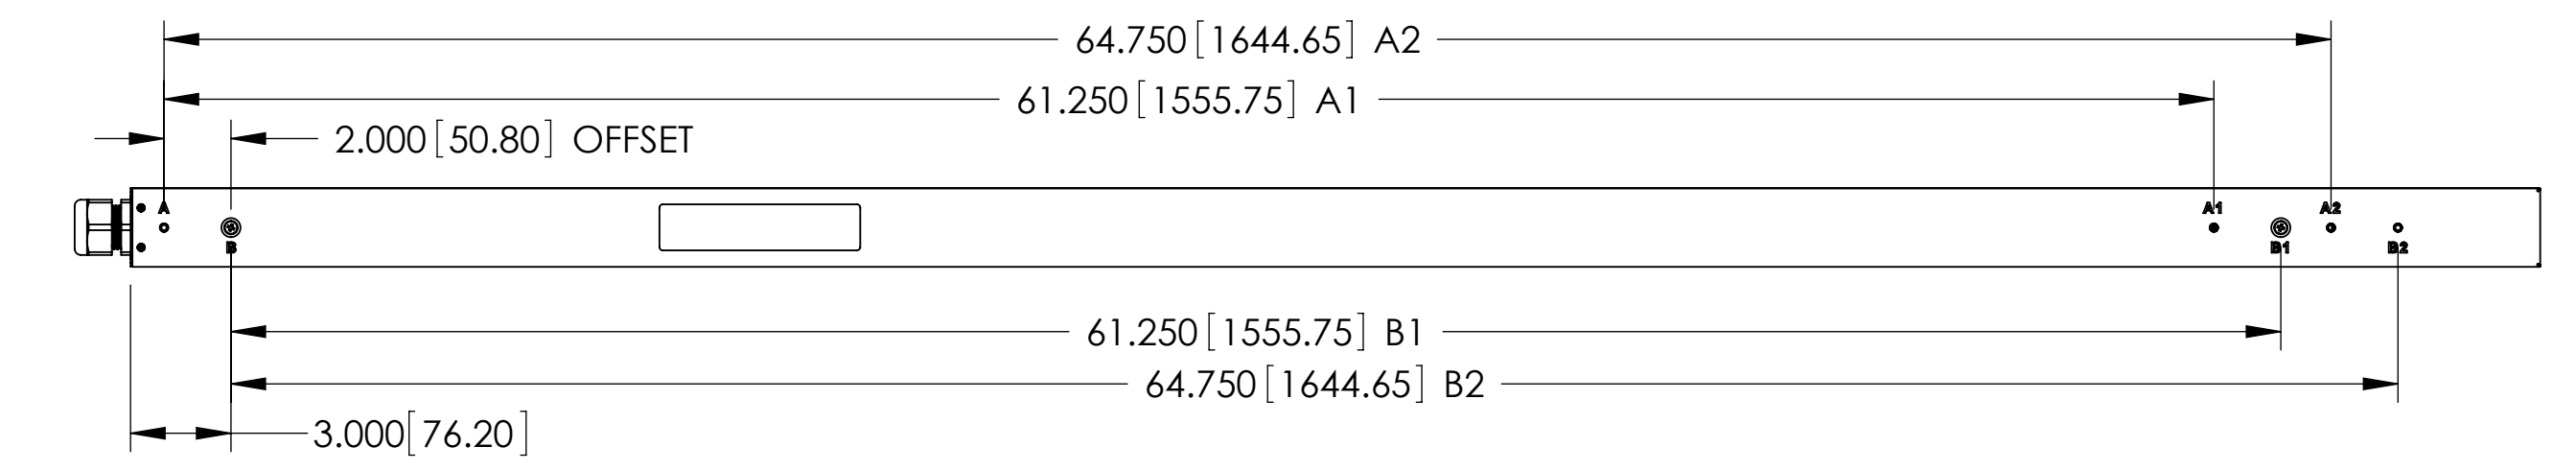 64.750[1644.65] A2
61.250[1555.75] A1
2.000[50.80] OFFSET
A
A1
A2
B
B1
B2
61.250[1555.75] B1
64.750[1644.65] B2
3.000[76.20]